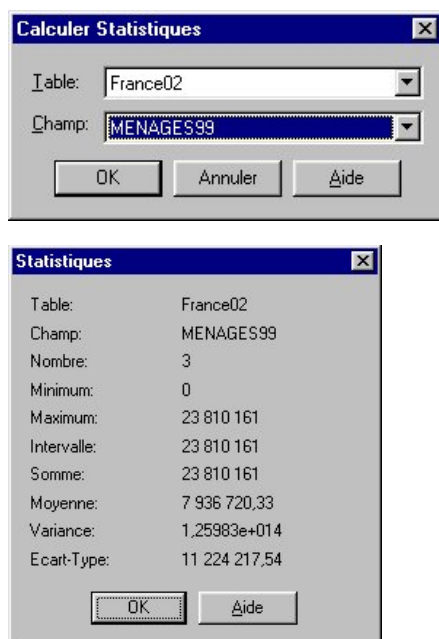 Calculer Statistiques
Table: France02
Champ: MENAGES99
OK Annuler Aide
Statistiques
Table: France02
Champ: MENAGES99
Nombre: 3
Minimum: 0
Maximum: 23 810 161
Intervalle: 23 810 161
Somme: 23 810 161
Moyenne: 7 936 720,33
Variance: 1,25983e+014
Ecart-Type: 11 224 217,54
OK Aide